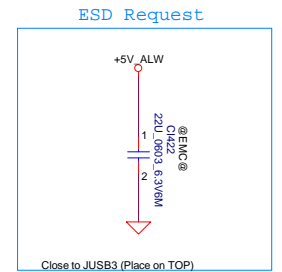 ESD Request
+5V_ALW
1
2
@EMC@
CI422
22U_0603_6.3V6M
Close to JUSB3 (Place on TOP)